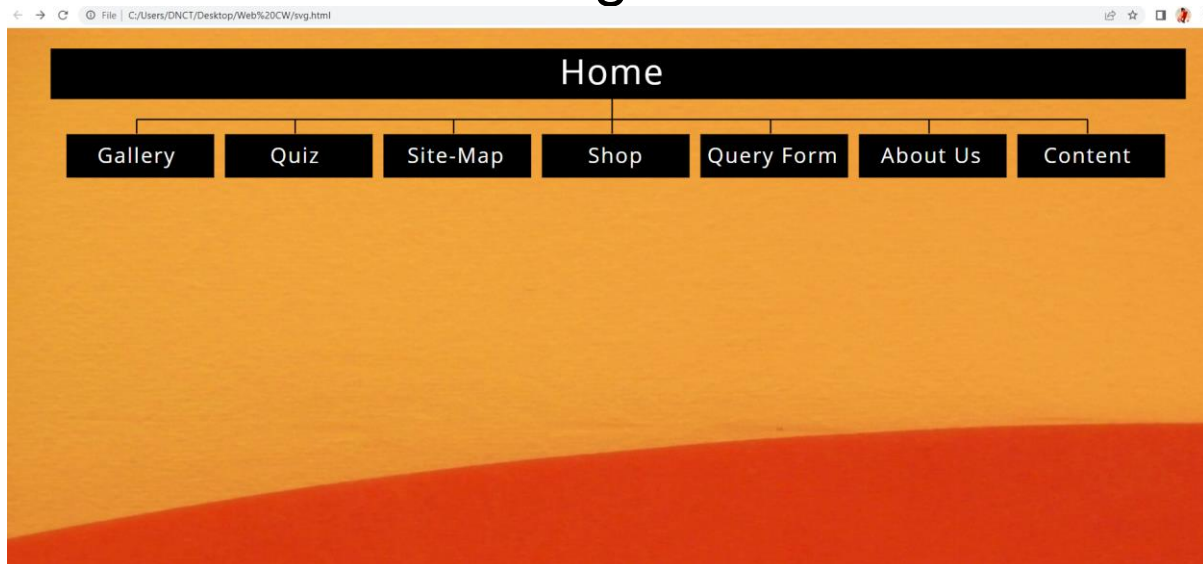 File | C:/Users/DNCT/Desktop/Web%20CW/svg.html
Home
Gallery Quiz Site-Map Shop Query Form About Us Content